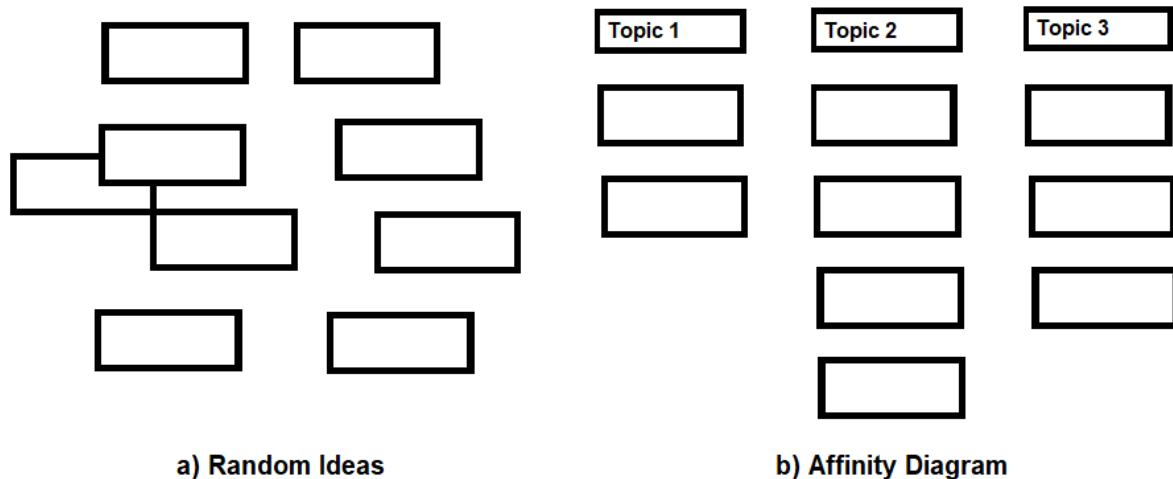 Topic 1
Topic 2
Topic 3
a) Random Ideas
b) Affinity Diagram